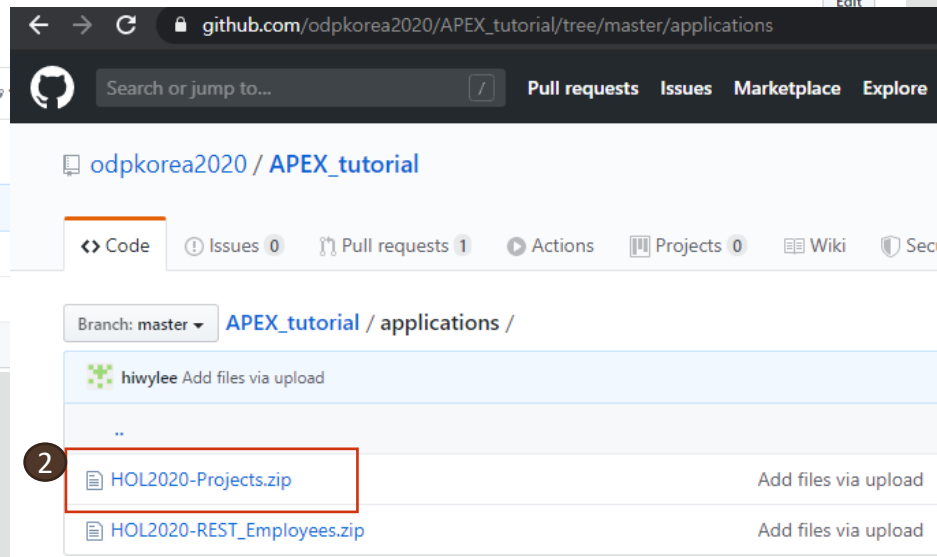 Edit
github.com/odpkorea2020/APEX_tutorial/tree/master/applications
Search or jump to... / Pull requests Issues Marketplace Explore
odpkorea2020 / APEX_tutorial
<> Code Issues 0 Pull requests 1 Actions Projects 0 Wiki Sec
Branch: master APEX_tutorial / applications /
hiwylee Add files via upload
..
2 HOL2020-Projects.zip Add files via upload
HOL2020-REST_Employees.zip Add files via upload